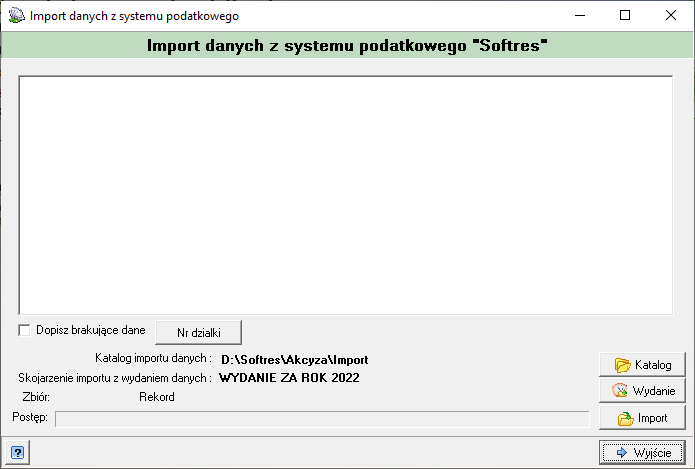 Import danych z systemu podatkowego
Import danych z systemu podatkowego "Softres"
Dopisz brakujące dane
Nr dzialki
Katalog importu danych : D:\Softres\Akcyza\Import
Skojarzenie importu z wydaniem danych : WYDANIE ZA ROK 2022
Zbiór: Rekord
Postęp:
Katalog
Wydanie
Import
?
Wyjście